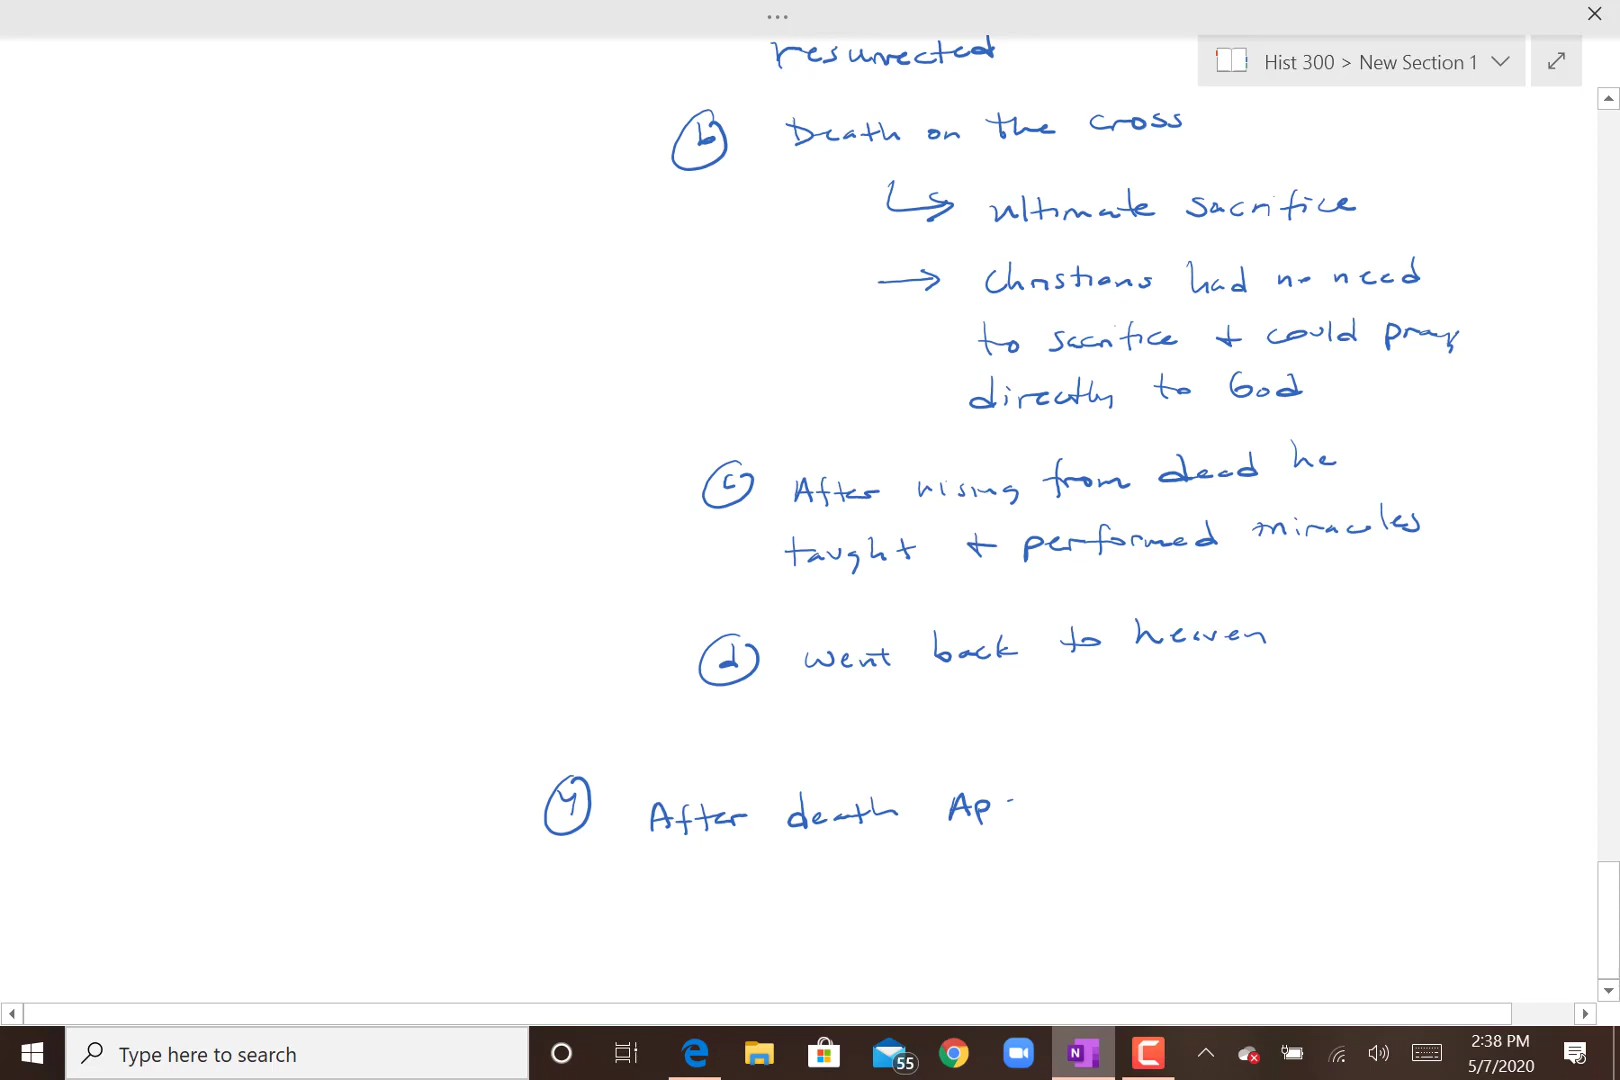 resurrected
Hist 300 > New Section 1
b Death on the cross
ultimate sacrifice
→ Christians had no need
to sacrifice + could pray
directly to God
c After rising from dead he
taught + performed miracles
d went back to heaven
4 After death Ap
Type here to search
55
2:38 PM
5/7/2020